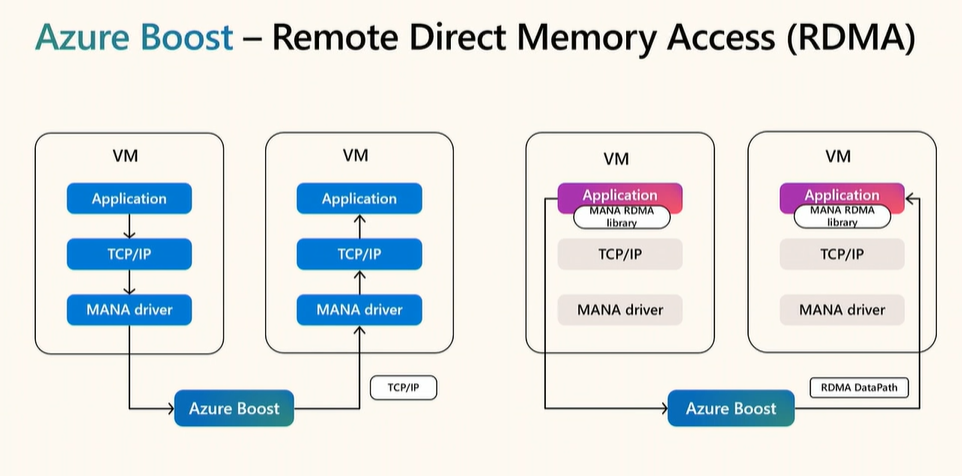 Azure Boost – Remote Direct Memory Access (RDMA)
VM
Application
TCP/IP
MANA driver
VM
Application
TCP/IP
MANA driver
Azure Boost
TCP/IP
VM
Application
MANA RDMA
library
TCP/IP
MANA driver
VM
Application
MANA RDMA
library
TCP/IP
MANA driver
Azure Boost
RDMA DataPath